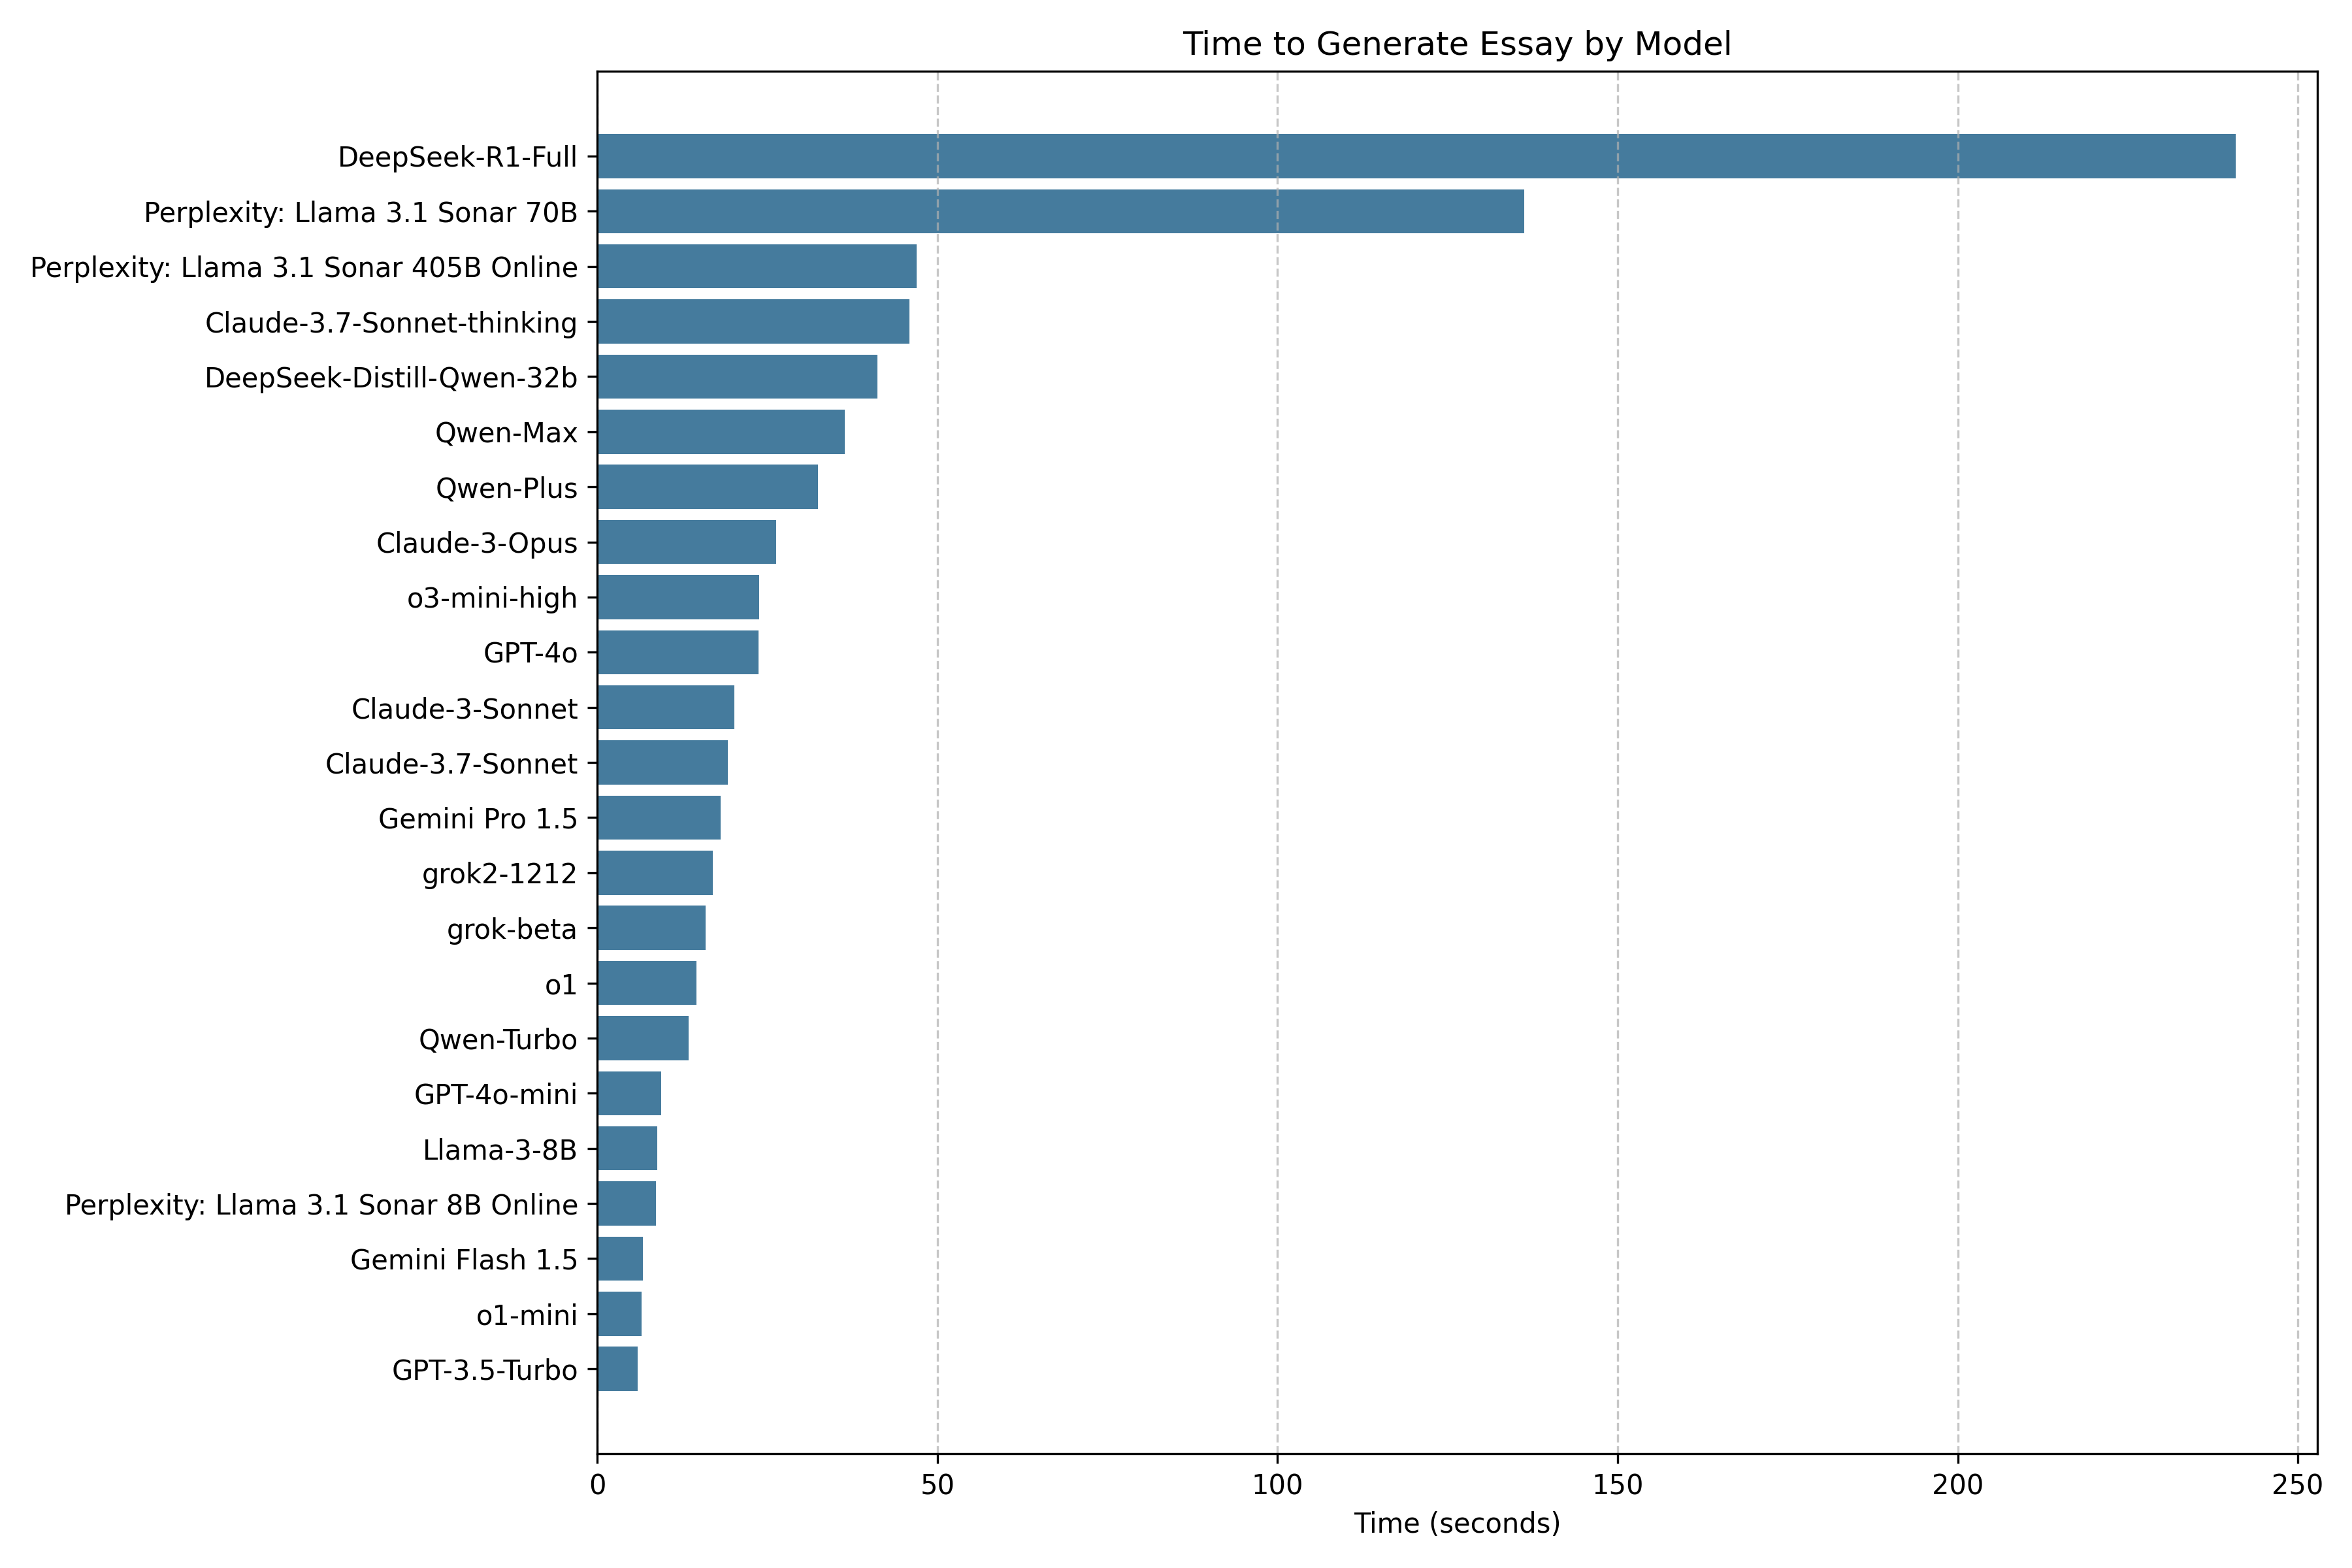 Time to Generate Essay by Model
DeepSeek-R1-Full
Perplexity: Llama 3.1 Sonar 70B
Perplexity: Llama 3.1 Sonar 405B Online
Claude-3.7-Sonnet-thinking
DeepSeek-Distill-Qwen-32b
Qwen-Max
Qwen-Plus
Claude-3-Opus
o3-mini-high
GPT-4o
Claude-3-Sonnet
Claude-3.7-Sonnet
Gemini Pro 1.5
grok2-1212
grok-beta
o1
Qwen-Turbo
GPT-4o-mini
Llama-3-8B
Perplexity: Llama 3.1 Sonar 8B Online
Gemini Flash 1.5
o1-mini
GPT-3.5-Turbo
0 50 100 150 200 250
Time (seconds)